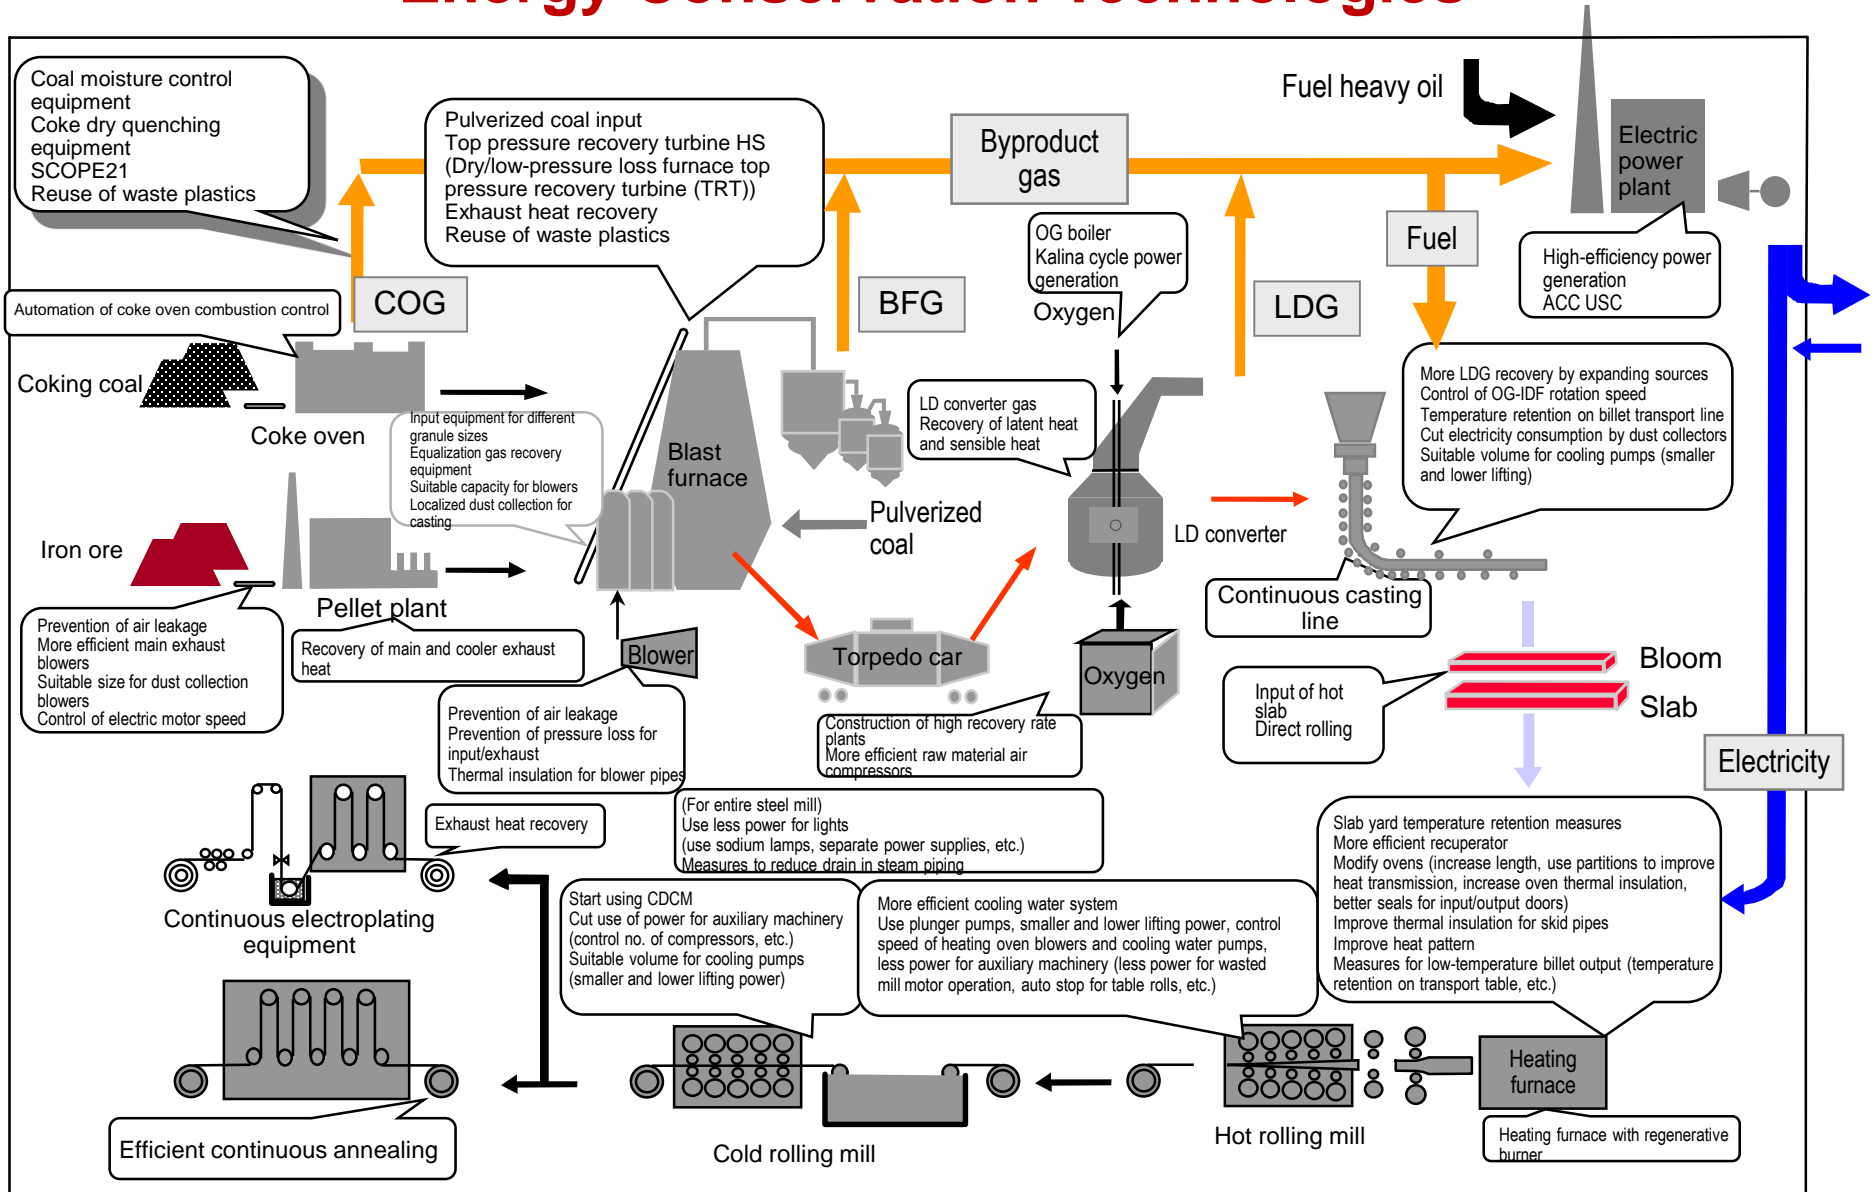 Energy Conservation Technologies
Coal moisture control
equipment
Coke dry quenching
equipment
SCOPE21
Reuse of waste plastics
Pulverized coal input
Top pressure recovery turbine HS
(Dry/low-pressure loss furnace top
pressure recovery turbine (TRT))
Exhaust heat recovery
Reuse of waste plastics
Byproduct
gas
Fuel heavy oil
Electric
power
plant
OG boiler
Kalina cycle power
generation
Oxygen
Fuel
High-efficiency power
generation
ACC USC
COG
BFG
LDG
Automation of coke oven combustion control
Coking coal
Coke oven
Input equipment for different
granule sizes
Equalization gas recovery
equipment
Suitable capacity for blowers
Localized dust collection for
casting
Blast
furnace
LD converter gas
Recovery of latent heat
and sensible heat
More LDG recovery by expanding sources
Control of OG-IDF rotation speed
Temperature retention on billet transport line
Cut electricity consumption by dust collectors
Suitable volume for cooling pumps (smaller
and lower lifting)
Pulverized
coal
LD converter
Iron ore
Pellet plant
Continuous casting
line
Prevention of air leakage
More efficient main exhaust
blowers
Suitable size for dust collection
blowers
Control of electric motor speed
Recovery of main and cooler exhaust
heat
Blower
Torpedo car
Oxygen
Bloom
Slab
Input of hot
slab
Direct rolling
Prevention of air leakage
Prevention of pressure loss for
input/exhaust
Thermal insulation for blower pipes
Construction of high recovery rate
plants
More efficient raw material air
compressors
Electricity
Exhaust heat recovery
(For entire steel mill)
Use less power for lights
(use sodium lamps, separate power supplies, etc.)
Measures to reduce drain in steam piping
Slab yard temperature retention measures
More efficient recuperator
Modify ovens (increase length, use partitions to improve
heat transmission, increase oven thermal insulation,
better seals for input/output doors)
Improve thermal insulation for skid pipes
Improve heat pattern
Measures for low-temperature billet output (temperature
retention on transport table, etc.)
Continuous electroplating
equipment
Start using CDCM
Cut use of power for auxiliary machinery
(control no. of compressors, etc.)
Suitable volume for cooling pumps
(smaller and lower lifting power)
More efficient cooling water system
Use plunger pumps, smaller and lower lifting power, control
speed of heating oven blowers and cooling water pumps,
less power for auxiliary machinery (less power for wasted
mill motor operation, auto stop for table rolls, etc.)
Heating
furnace
Efficient continuous annealing
Cold rolling mill
Hot rolling mill
Heating furnace with regenerative
burner